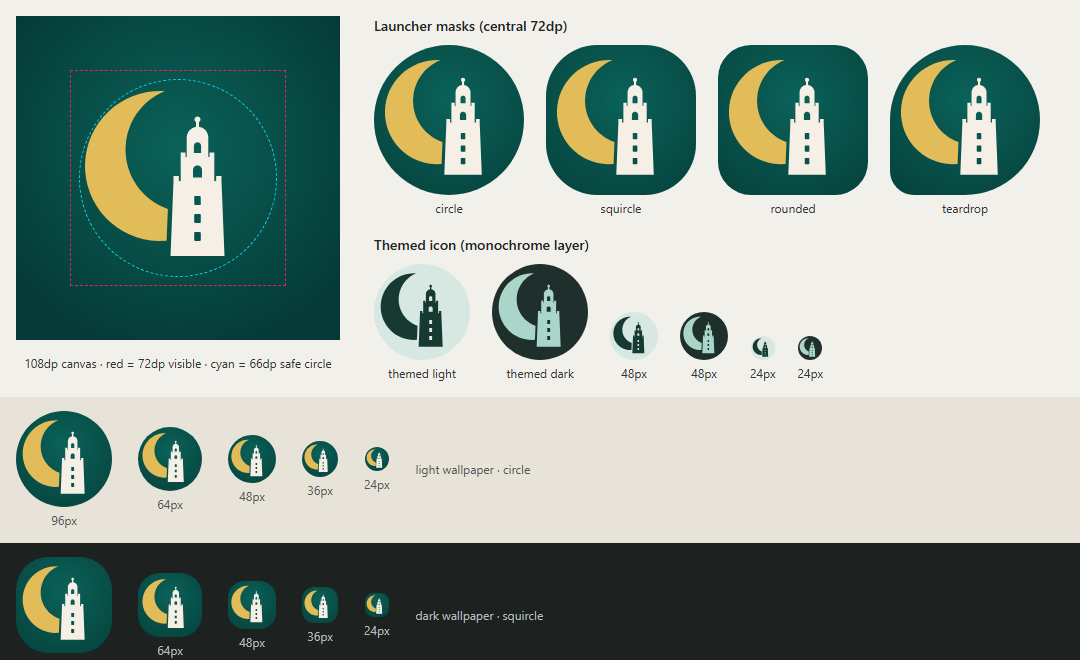 Launcher masks (central 72dp)
circle
squircle
rounded
teardrop
108dp canvas · red = 72dp visible · cyan = 66dp safe circle
Themed icon (monochrome layer)
themed light
themed dark
48px
48px
24px
24px
96px
64px
48px
36px
24px
light wallpaper · circle
64px
48px
36px
24px
dark wallpaper · squircle